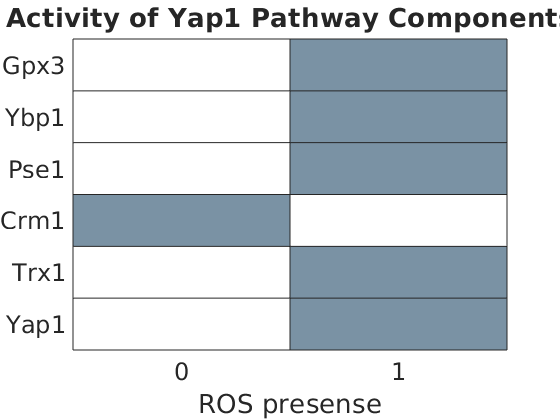 Activity of Yap1 Pathway Components
Gpx3
Ybp1
Pse1
Crm1
Trx1
Yap1
0 1
ROS presense